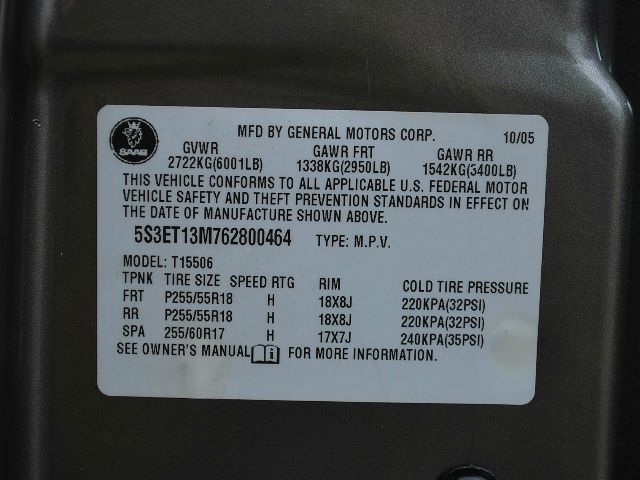 MFD BY GENERAL MOTORS CORP. 10/05
SAAB
GVWR GAWR FRT GAWR RR
2722KG(6001LB) 1338KG(2950LB) 1542KG(3400LB)
THIS VEHICLE CONFORMS TO ALL APPLICABLE U.S. FEDERAL MOTOR
VEHICLE SAFETY AND THEFT PREVENTION STANDARDS IN EFFECT ON
THE DATE OF MANUFACTURE SHOWN ABOVE.
5S3ET13M762800464 TYPE: M.P.V.
MODEL: T15506
TPNK TIRE SIZE SPEED RTG RIM COLD TIRE PRESSURE
FRT P255/55R18 H 18X8J 220KPA(32PSI)
RR P255/55R18 H 18X8J 220KPA(32PSI)
SPA 255/60R17 H 17X7J 240KPA(35PSI)
SEE OWNER'S MANUAL i FOR MORE INFORMATION.